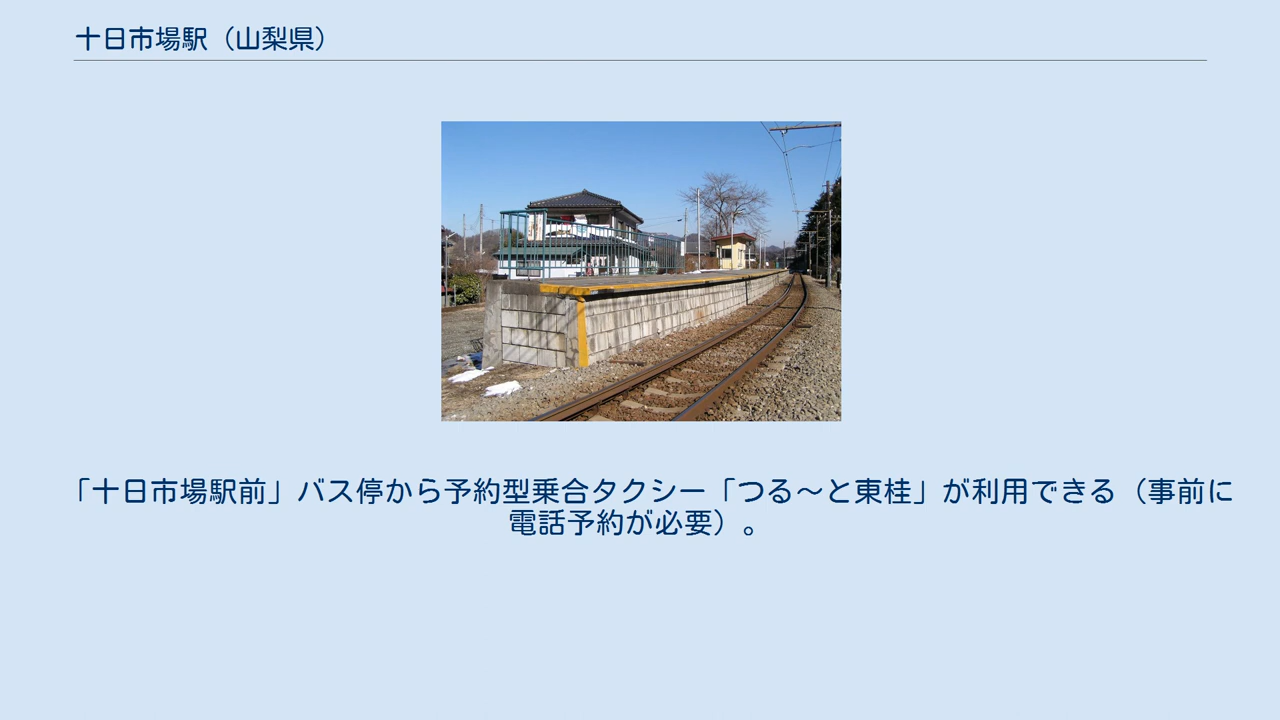 十日市場駅（山梨県）
「十日市場駅前」バス停から予約型乗合タクシー「つる～と東桂」が利用できる（事前に
電話予約が必要）。